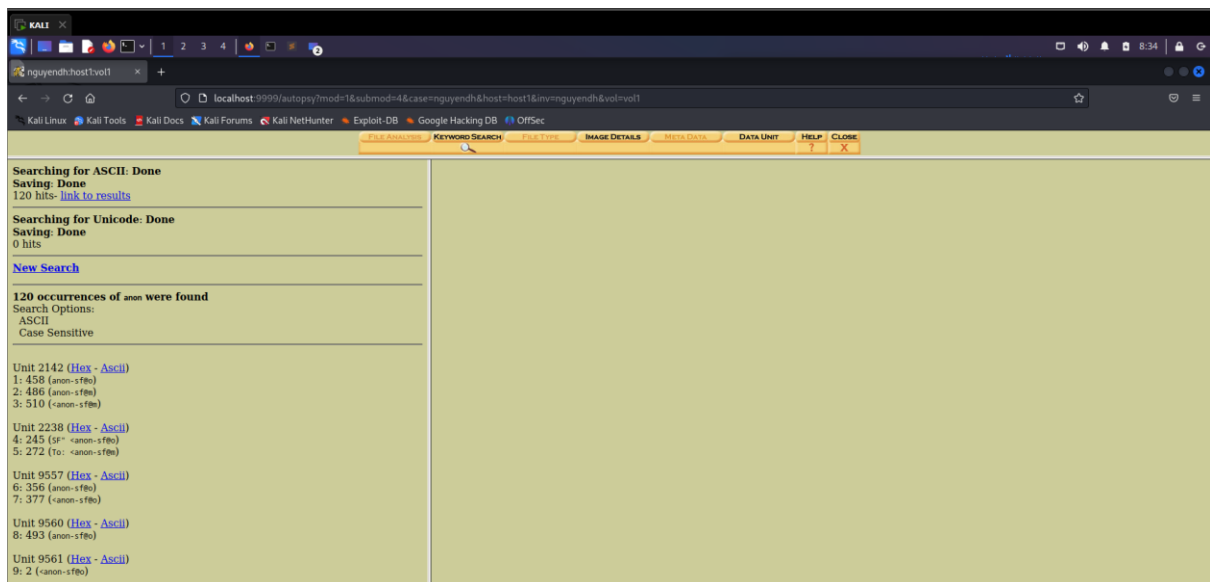 KALI
1 2 3 4
8:34
nguyendh:host1:vol1
localhost:9999/autopsy?mod=1&submod=4&case=nguyendh&host=host1&inv=nguyendh&vol=vol1
Kali Linux Kali Tools Kali Docs Kali Forums Kali NetHunter Exploit-DB Google Hacking DB OffSec
FILE ANALYSIS KEYWORD SEARCH FILE TYPE IMAGE DETAILS META DATA DATA UNIT HELP CLOSE
? X
Searching for ASCII: Done
Saving: Done
120 hits- link to results
Searching for Unicode: Done
Saving: Done
0 hits
New Search
120 occurrences of anon were found
Search Options:
ASCII
Case Sensitive
Unit 2142 (Hex - Ascii)
1: 458 (anon-sf@o)
2: 486 (anon-sf@m)
3: 510 (<anon-sf@m)
Unit 2238 (Hex - Ascii)
4: 245 (SF" <anon-sf@o)
5: 272 (To: <anon-sf@m)
Unit 9557 (Hex - Ascii)
6: 356 (anon-sf@o)
7: 377 (<anon-sf@o)
Unit 9560 (Hex - Ascii)
8: 493 (anon-sf@o)
Unit 9561 (Hex - Ascii)
9: 2 (<anon-sf@o)